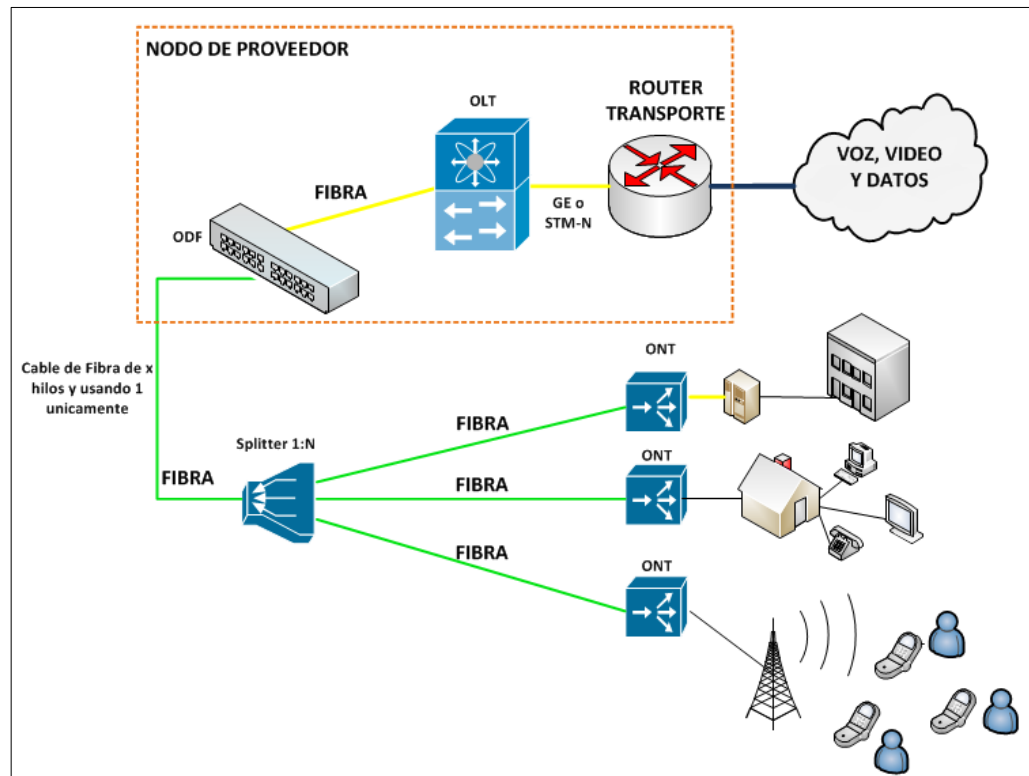 NODO DE PROVEEDOR
OLT
ROUTER
TRANSPORTE
VOZ, VIDEO
Y DATOS
FIBRA
GE o
STM-N
ODF
Cable de Fibra de x
hilos y usando 1
unicamente
ONT
FIBRA
Splitter 1:N
ONT
FIBRA
FIBRA
FIBRA
ONT